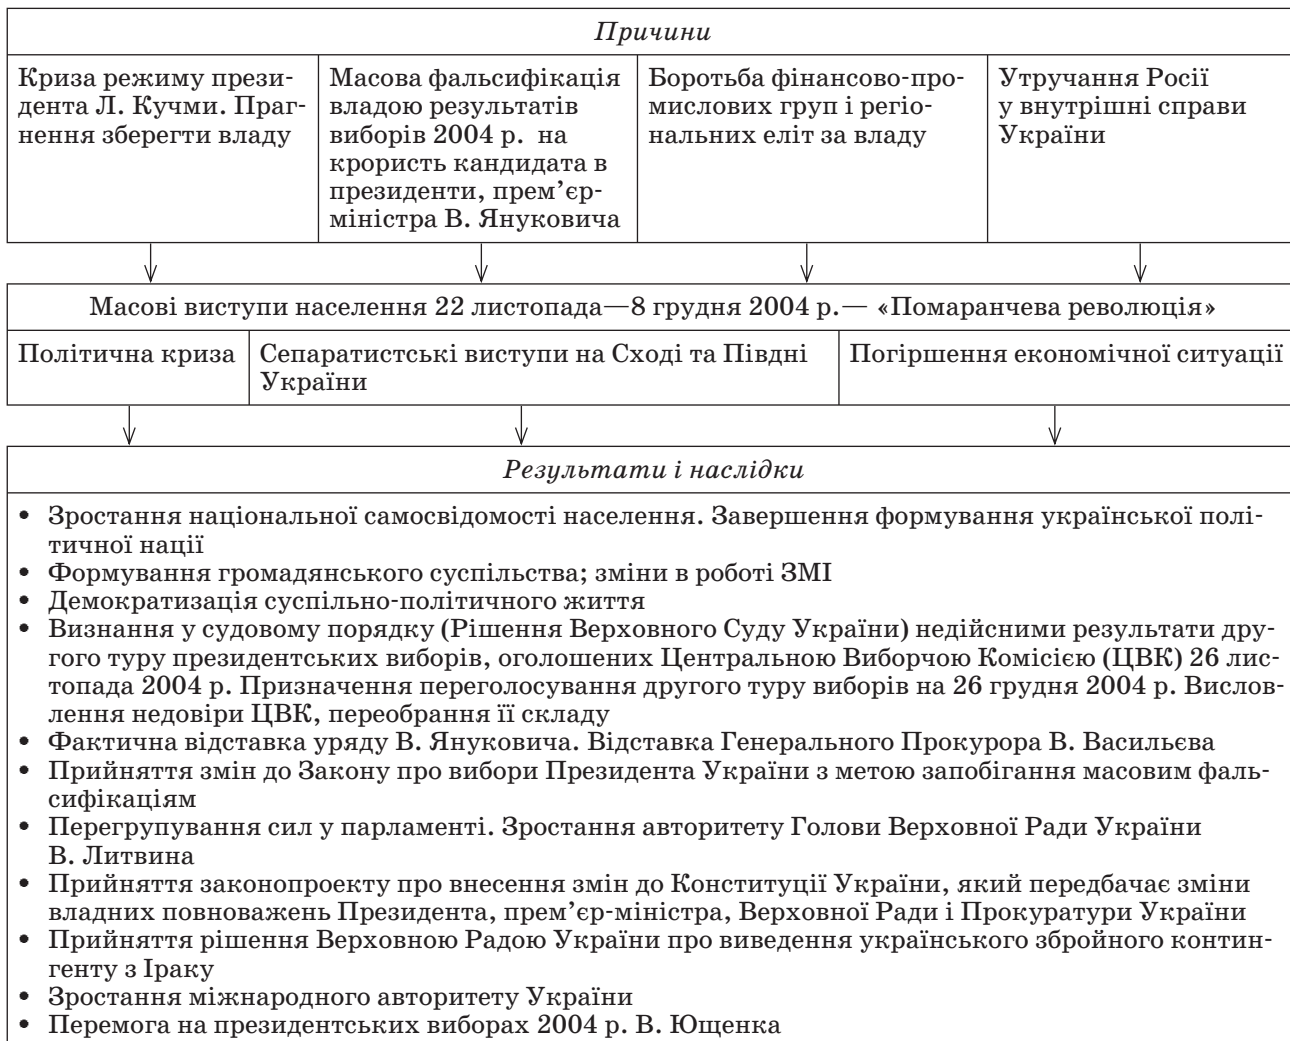 Причини
Криза режиму прези-
дента Л. Кучми. Праг-
нення зберегти владу
Масова фальсифікація
владою результатів
виборів 2004 р. на
крористь кандидата в
президенти, прем’єр-
міністра В. Януковича
Боротьба фінансово-про-
мислових груп і регіо-
нальних еліт за владу
Утручання Росії
у внутрішні справи
України
Масові виступи населення 22 листопада—8 грудня 2004 р.— «Помаранчева революція»
Політична криза
Сепаратистські виступи на Сході та Півдні
України
Погіршення економічної ситуації
Результати і наслідки
• Зростання національної самосвідомості населення. Завершення формування української полі-
тичної нації
• Формування громадянського суспільства; зміни в роботі ЗМІ
• Демократизація суспільно-політичного життя
• Визнання у судовому порядку (Рішення Верховного Суду України) недійсними результати дру-
гого туру президентських виборів, оголошених Центральною Виборчою Комісією (ЦВК) 26 лис-
топада 2004 р. Призначення переголосування другого туру виборів на 26 грудня 2004 р. Вислов-
лення недовіри ЦВК, переобрання її складу
• Фактична відставка уряду В. Януковича. Відставка Генерального Прокурора В. Васильєва
• Прийняття змін до Закону про вибори Президента України з метою запобігання масовим фаль-
сифікаціям
• Перегрупування сил у парламенті. Зростання авторитету Голови Верховної Ради України
В. Литвина
• Прийняття законопроекту про внесення змін до Конституції України, який передбачає зміни
владних повноважень Президента, прем’єр-міністра, Верховної Ради і Прокуратури України
• Прийняття рішення Верховною Радою України про виведення українського збройного контин-
генту з Іраку
• Зростання міжнародного авторитету України
• Перемога на президентських виборах 2004 р. В. Ющенка